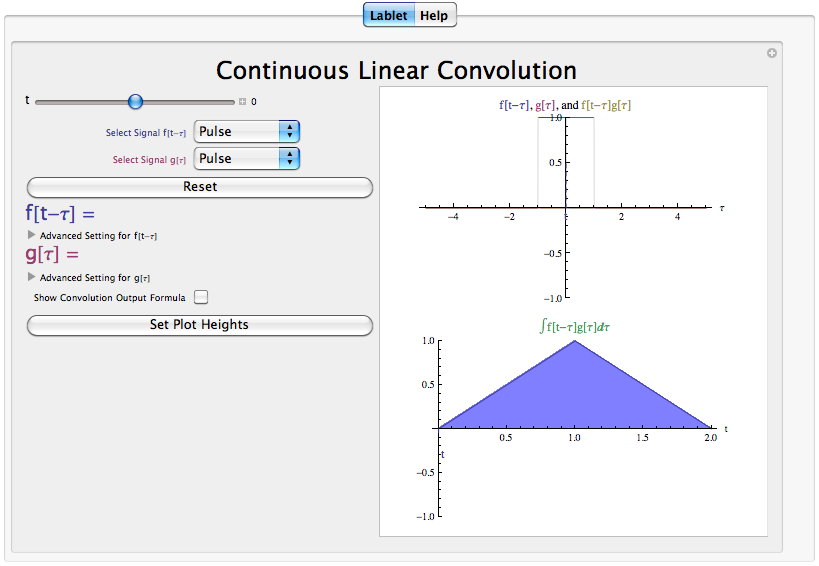 Lablet Help
Continuous Linear Convolution
t 0
Select Signal f[t−τ] Pulse
Select Signal g[τ] Pulse
Reset
f[t−τ] =
Advanced Setting for f[t−τ]
g[τ] =
Advanced Setting for g[τ]
Show Convolution Output Formula
Set Plot Heights
f[t−τ], g[τ], and f[t−τ]g[τ]
1.0
0.5
−4 −2 2 4 τ
−0.5
−1.0
∫f[t−τ]g[τ]dτ
1.0
0.5
0.5 1.0 1.5 2.0 t
t
−0.5
−1.0